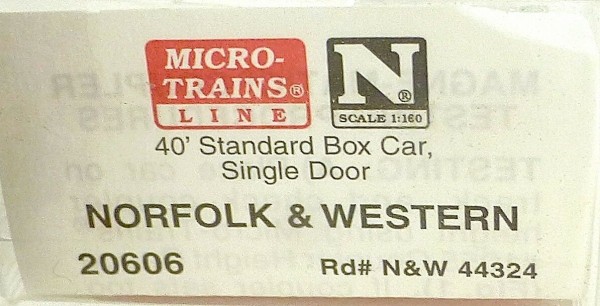 MICRO-
TRAINS®
LINE
N®
SCALE 1:160
40' Standard Box Car,
Single Door
NORFOLK & WESTERN
20606 Rd# N&W 44324